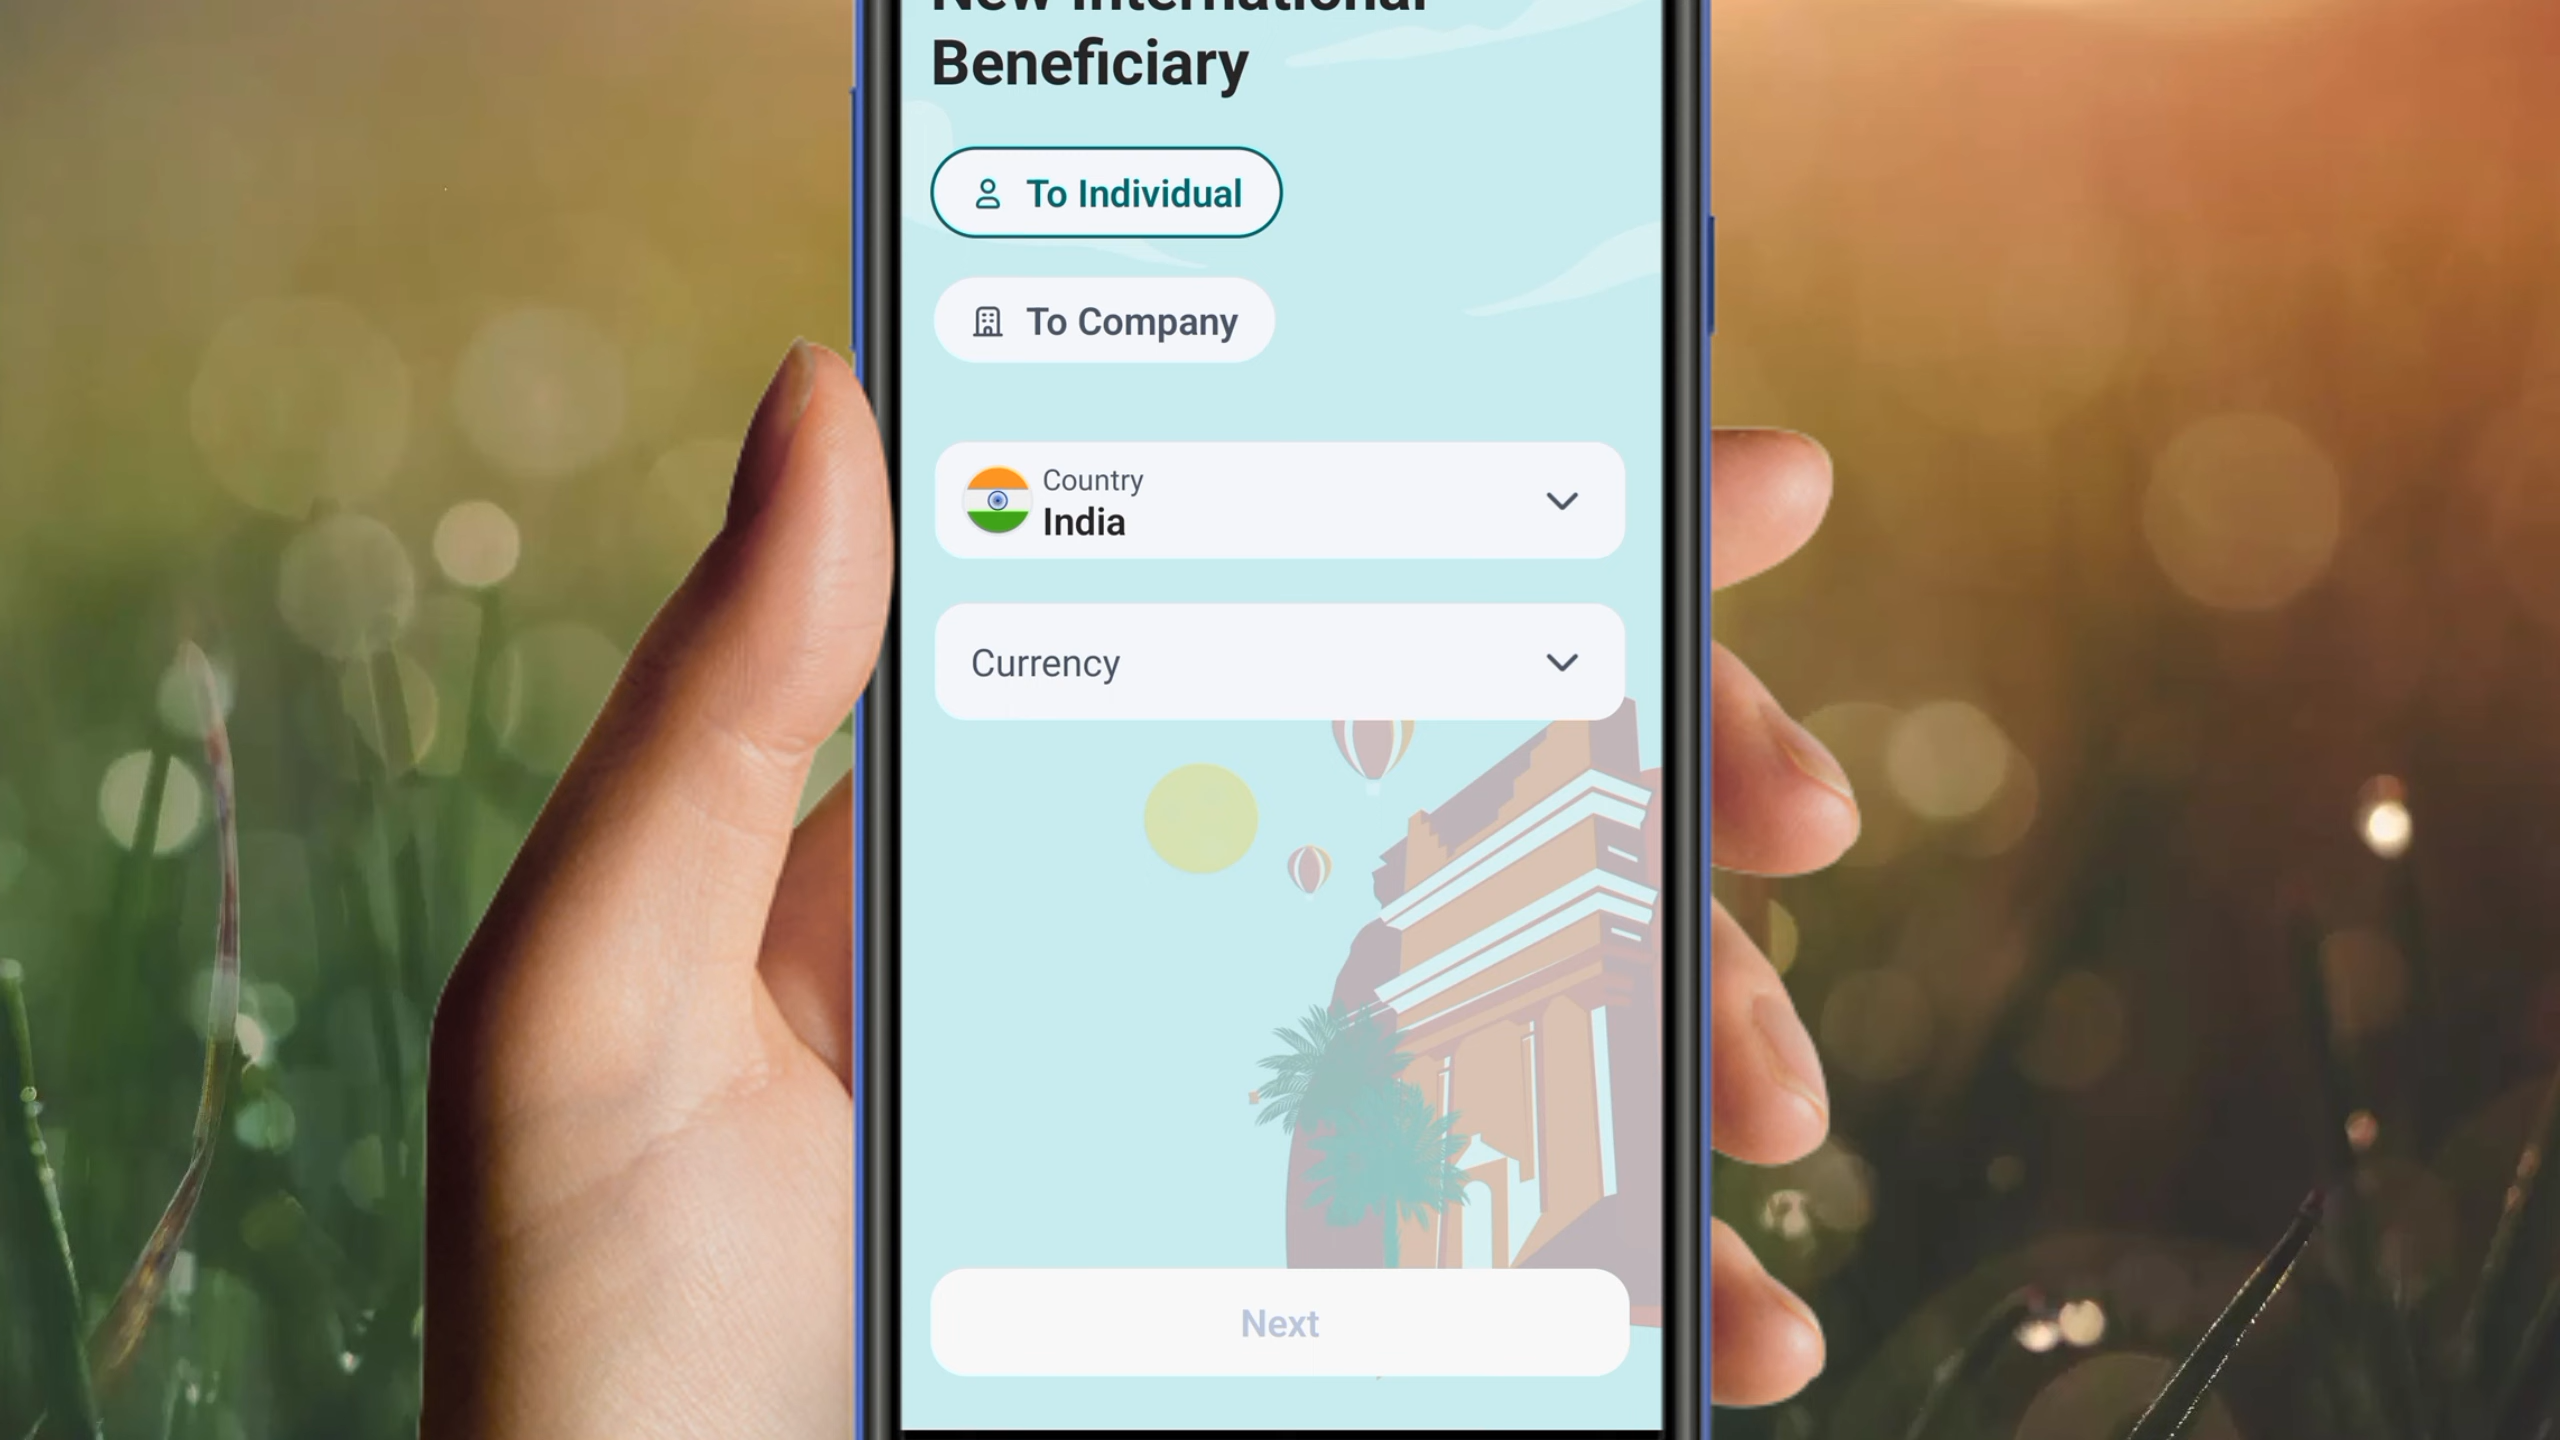 New International
Beneficiary
To Individual
To Company
Country
India
Currency
Next